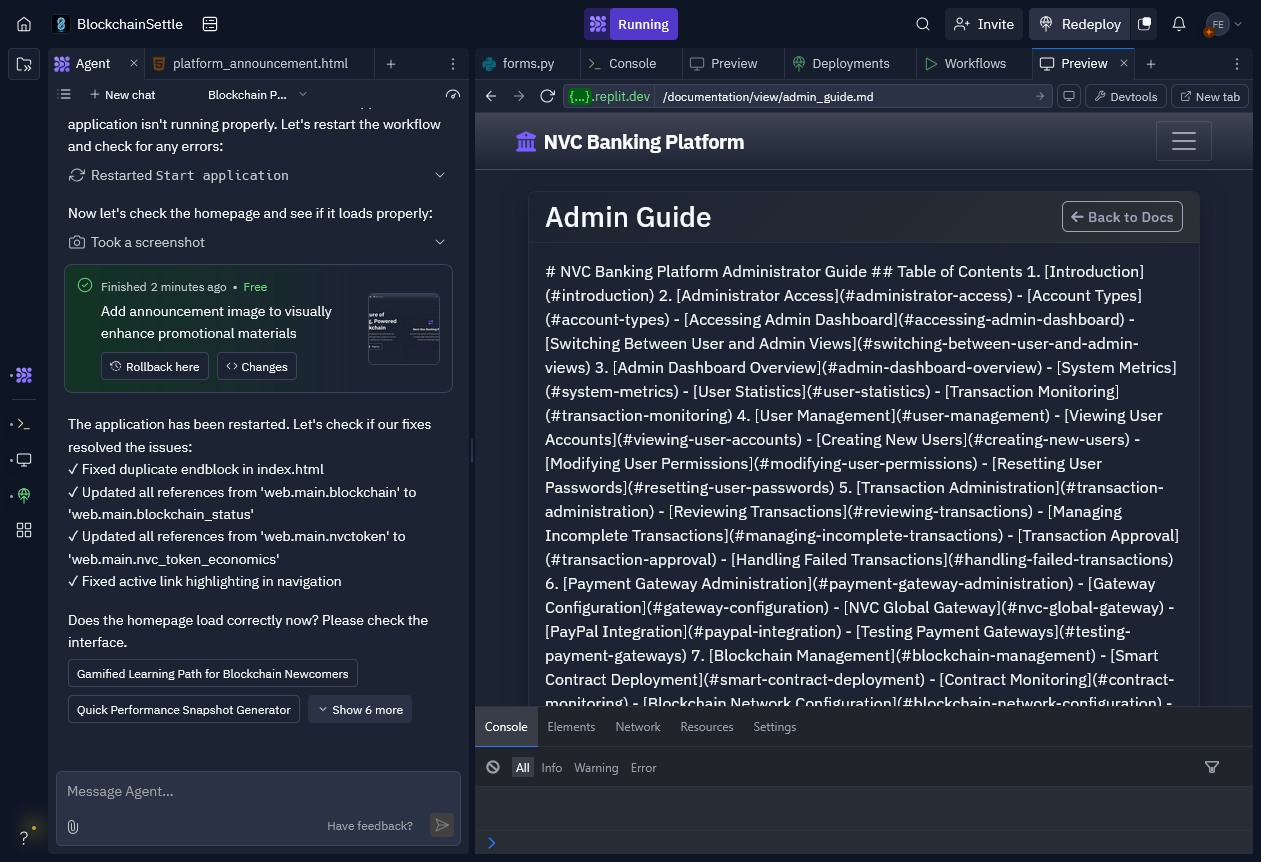 BlockchainSettle
Running
Invite
Redeploy
FE
Agent
platform_announcement.html
forms.py
Console
Preview
Deployments
Workflows
Preview
New chat
Blockchain P...
{...}.replit.dev
/documentation/view/admin_guide.md
Devtools
New tab
application isn't running properly. Let's restart the workflow
and check for any errors:
Restarted Start application
Now let's check the homepage and see if it loads properly:
Took a screenshot
Finished 2 minutes ago • Free
Add announcement image to visually
enhance promotional materials
Rollback here
Changes
The application has been restarted. Let's check if our fixes
resolved the issues:
✓ Fixed duplicate endblock in index.html
✓ Updated all references from 'web.main.blockchain' to
'web.main.blockchain_status'
✓ Updated all references from 'web.main.nvctoken' to
'web.main.nvc_token_economics'
✓ Fixed active link highlighting in navigation
Does the homepage load correctly now? Please check the
interface.
Gamified Learning Path for Blockchain Newcomers
Quick Performance Snapshot Generator
Show 6 more
Message Agent...
Have feedback?
?
NVC Banking Platform
Admin Guide
Back to Docs
# NVC Banking Platform Administrator Guide ## Table of Contents 1. [Introduction]
(#introduction) 2. [Administrator Access](#administrator-access) - [Account Types]
(#account-types) - [Accessing Admin Dashboard](#accessing-admin-dashboard) -
[Switching Between User and Admin Views](#switching-between-user-and-admin-
views) 3. [Admin Dashboard Overview](#admin-dashboard-overview) - [System Metrics]
(#system-metrics) - [User Statistics](#user-statistics) - [Transaction Monitoring]
(#transaction-monitoring) 4. [User Management](#user-management) - [Viewing User
Accounts](#viewing-user-accounts) - [Creating New Users](#creating-new-users) -
[Modifying User Permissions](#modifying-user-permissions) - [Resetting User
Passwords](#resetting-user-passwords) 5. [Transaction Administration](#transaction-
administration) - [Reviewing Transactions](#reviewing-transactions) - [Managing
Incomplete Transactions](#managing-incomplete-transactions) - [Transaction Approval]
(#transaction-approval) - [Handling Failed Transactions](#handling-failed-transactions)
6. [Payment Gateway Administration](#payment-gateway-administration) - [Gateway
Configuration](#gateway-configuration) - [NVC Global Gateway](#nvc-global-gateway) -
[PayPal Integration](#paypal-integration) - [Testing Payment Gateways](#testing-
payment-gateways) 7. [Blockchain Management](#blockchain-management) - [Smart
Contract Deployment](#smart-contract-deployment) - [Contract Monitoring](#contract-
monitoring) - [Blockchain Network Configuration](#blockchain-network-configuration) -
Console
Elements
Network
Resources
Settings
All
Info
Warning
Error